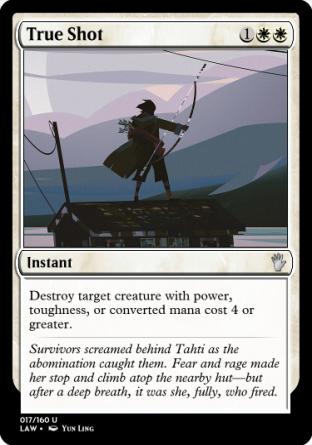 True Shot 1
Instant
Destroy target creature with power,
toughness, or converted mana cost 4 or
greater.
Survivors screamed behind Tahti as the
abomination caught them. Fear and rage made
her stop and climb atop the nearby hut—but
after a deep breath, it was she, fully, who fired.
017/160 U
LAW • Yun Ling